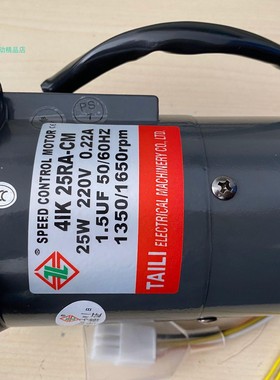 SPEED CONTROL MOTOR
4IK 25RA-CM
25W 220V 0.22A
1.5UF 50/60HZ
1350/1650rpm
TAILI
ELECTRICAL MACHINERY CO. LTD.
PS